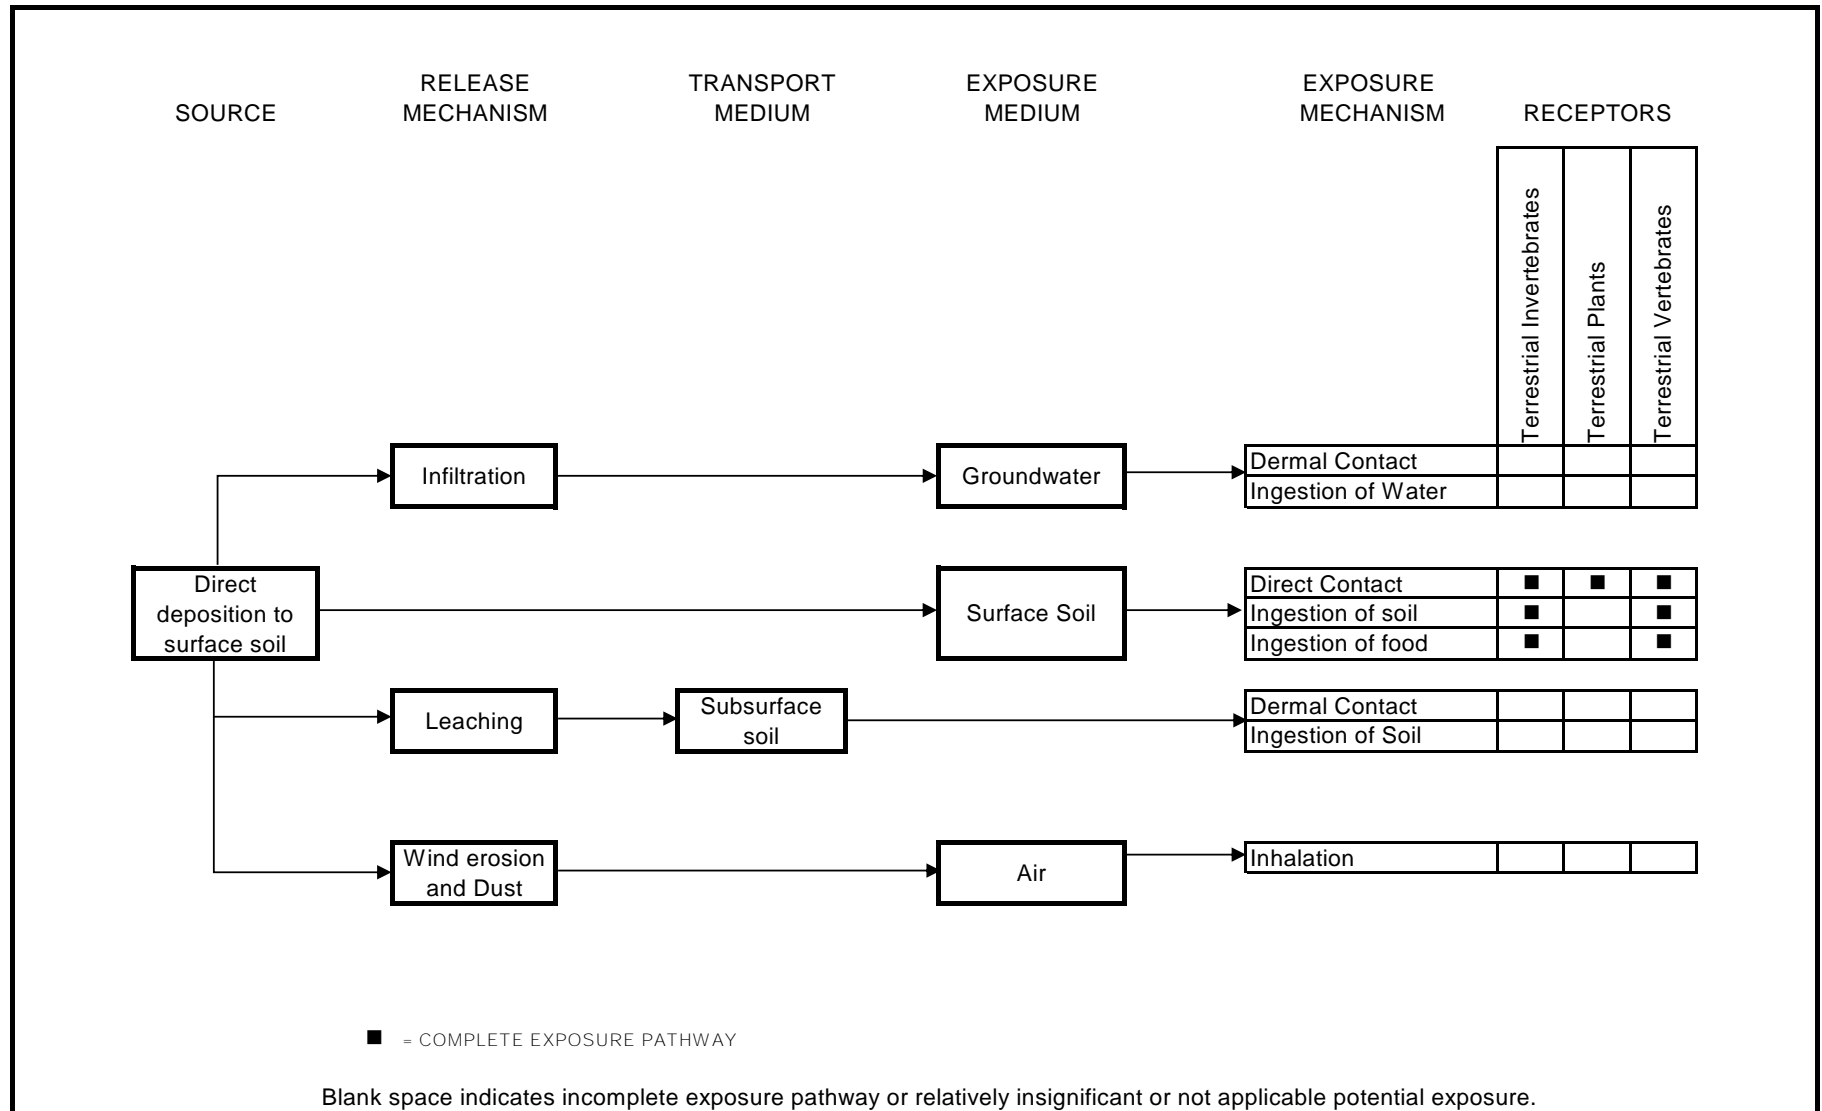 SOURCE
RELEASE
MECHANISM
TRANSPORT
MEDIUM
EXPOSURE
MEDIUM
EXPOSURE
MECHANISM
RECEPTORS
Terrestrial Invertebrates
Terrestrial Plants
Terrestrial Vertebrates
Infiltration
Groundwater
Dermal Contact
Ingestion of Water
Direct
deposition to
surface soil
Surface Soil
Direct Contact ■ ■ ■
Ingestion of soil ■ ■
Ingestion of food ■ ■
Leaching
Subsurface
soil
Dermal Contact
Ingestion of Soil
Wind erosion
and Dust
Air
Inhalation
■ = COMPLETE EXPOSURE PATHWAY
Blank space indicates incomplete exposure pathway or relatively insignificant or not applicable potential exposure.